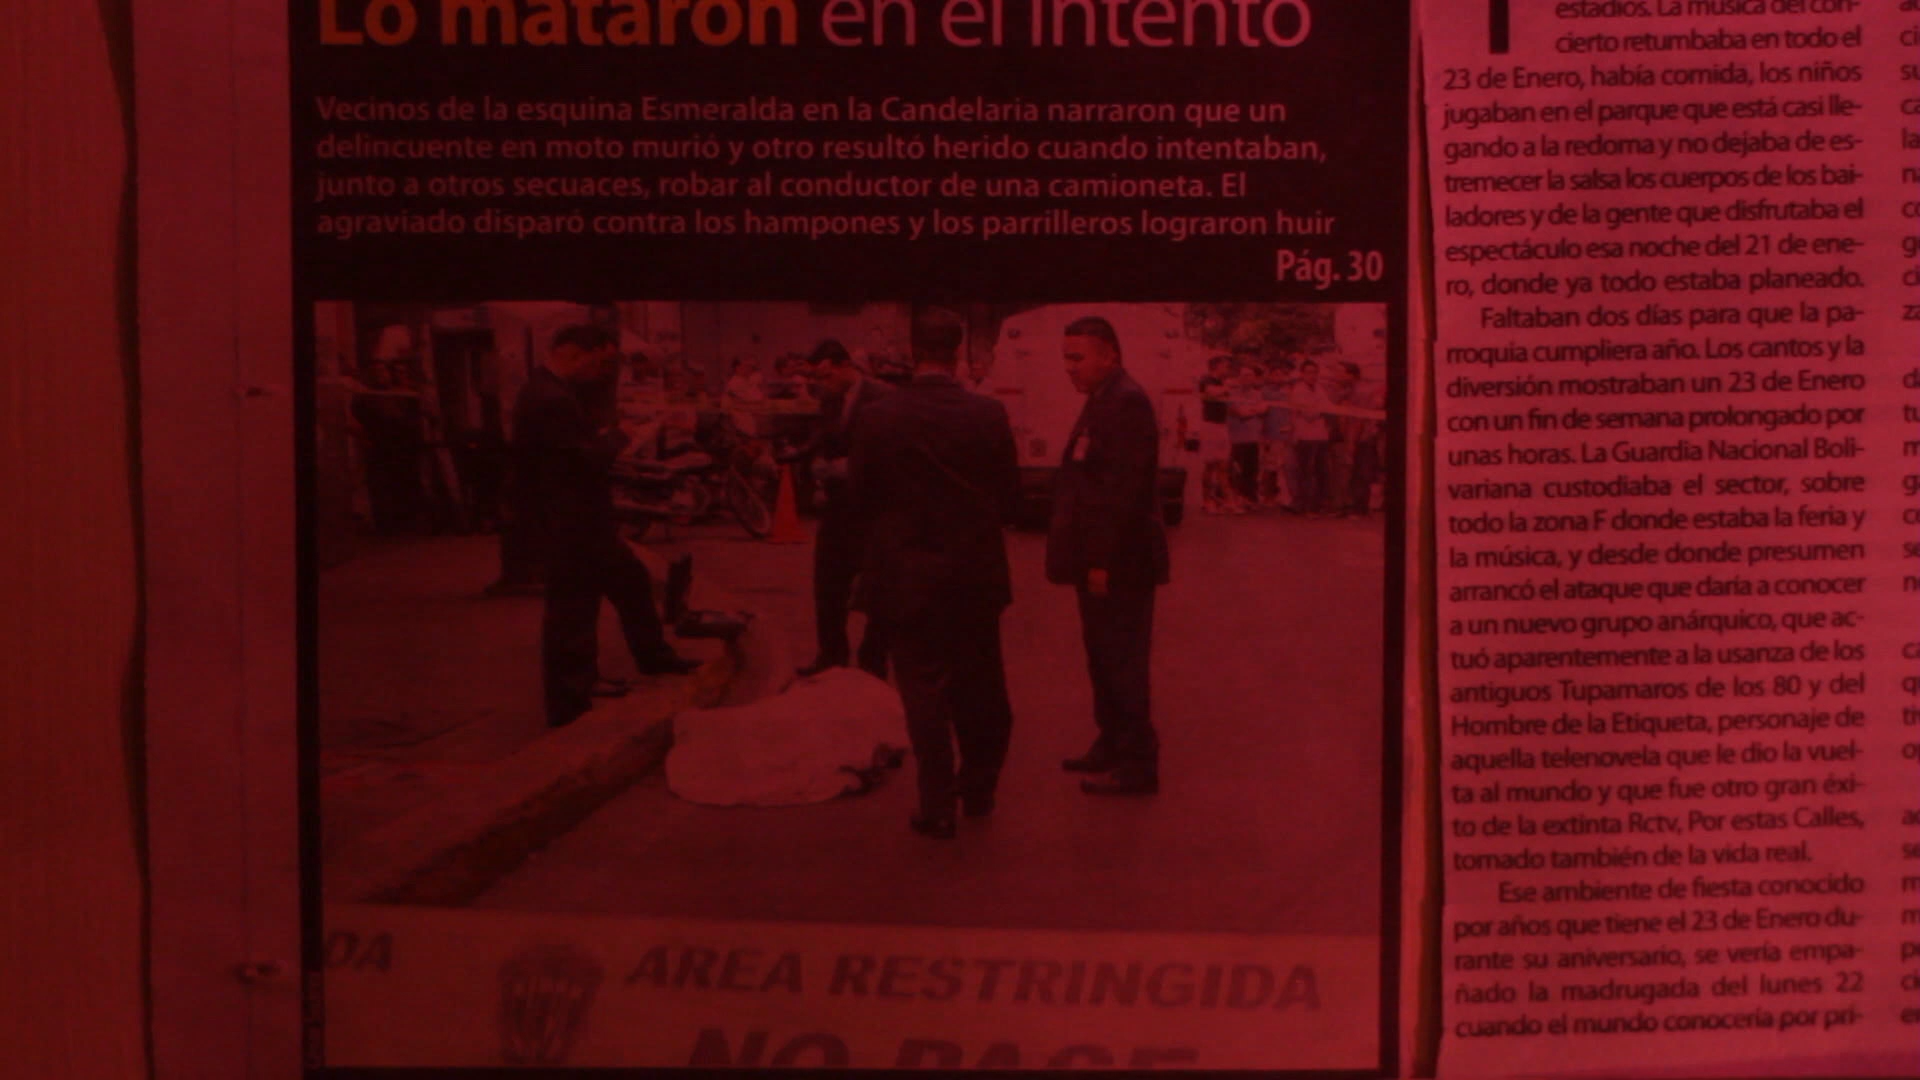 Lo mataron en el intento
Vecinos de la esquina Esmeralda en la Candelaria narraron que un
delincuente en moto murió y otro resultó herido cuando intentaban,
junto a otros secuaces, robar al conductor de una camioneta. El
agraviado disparó contra los hampones y los parrilleros lograron huir
Pág. 30
DA
AREA RESTRINGIDA
NO PASE
estadios. La música del con-
cierto retumbaba en todo el
23 de Enero, había comida, los niños
jugaban en el parque que está casi lle-
gando a la redoma y no dejaba de es-
tremecer la salsa los cuerpos de los bai-
ladores y de la gente que disfrutaba el
espectáculo esa noche del 21 de ene-
ro, donde ya todo estaba planeado.
Faltaban dos días para que la pa-
rroquia cumpliera año. Los cantos y la
diversión mostraban un 23 de Enero
con un fin de semana prolongado por
unas horas. La Guardia Nacional Boli-
variana custodiaba el sector, sobre
todo la zona F donde estaba la feria y
la música, y desde donde presumen
arrancó el ataque que daría a conocer
a un nuevo grupo anárquico, que ac-
tuó aparentemente a la usanza de los
antiguos Tupamaros de los 80 y del
Hombre de la Etiqueta, personaje de
aquella telenovela que le dio la vuel-
ta al mundo y que fue otro gran éxi-
to de la extinta Rctv, Por estas Calles,
tomado también de la vida real.
Ese ambiente de fiesta conocido
por años que tiene el 23 de Enero du-
rante su aniversario, se vería empa-
ñado la madrugada del lunes 22
cuando el mundo conocería por pri-